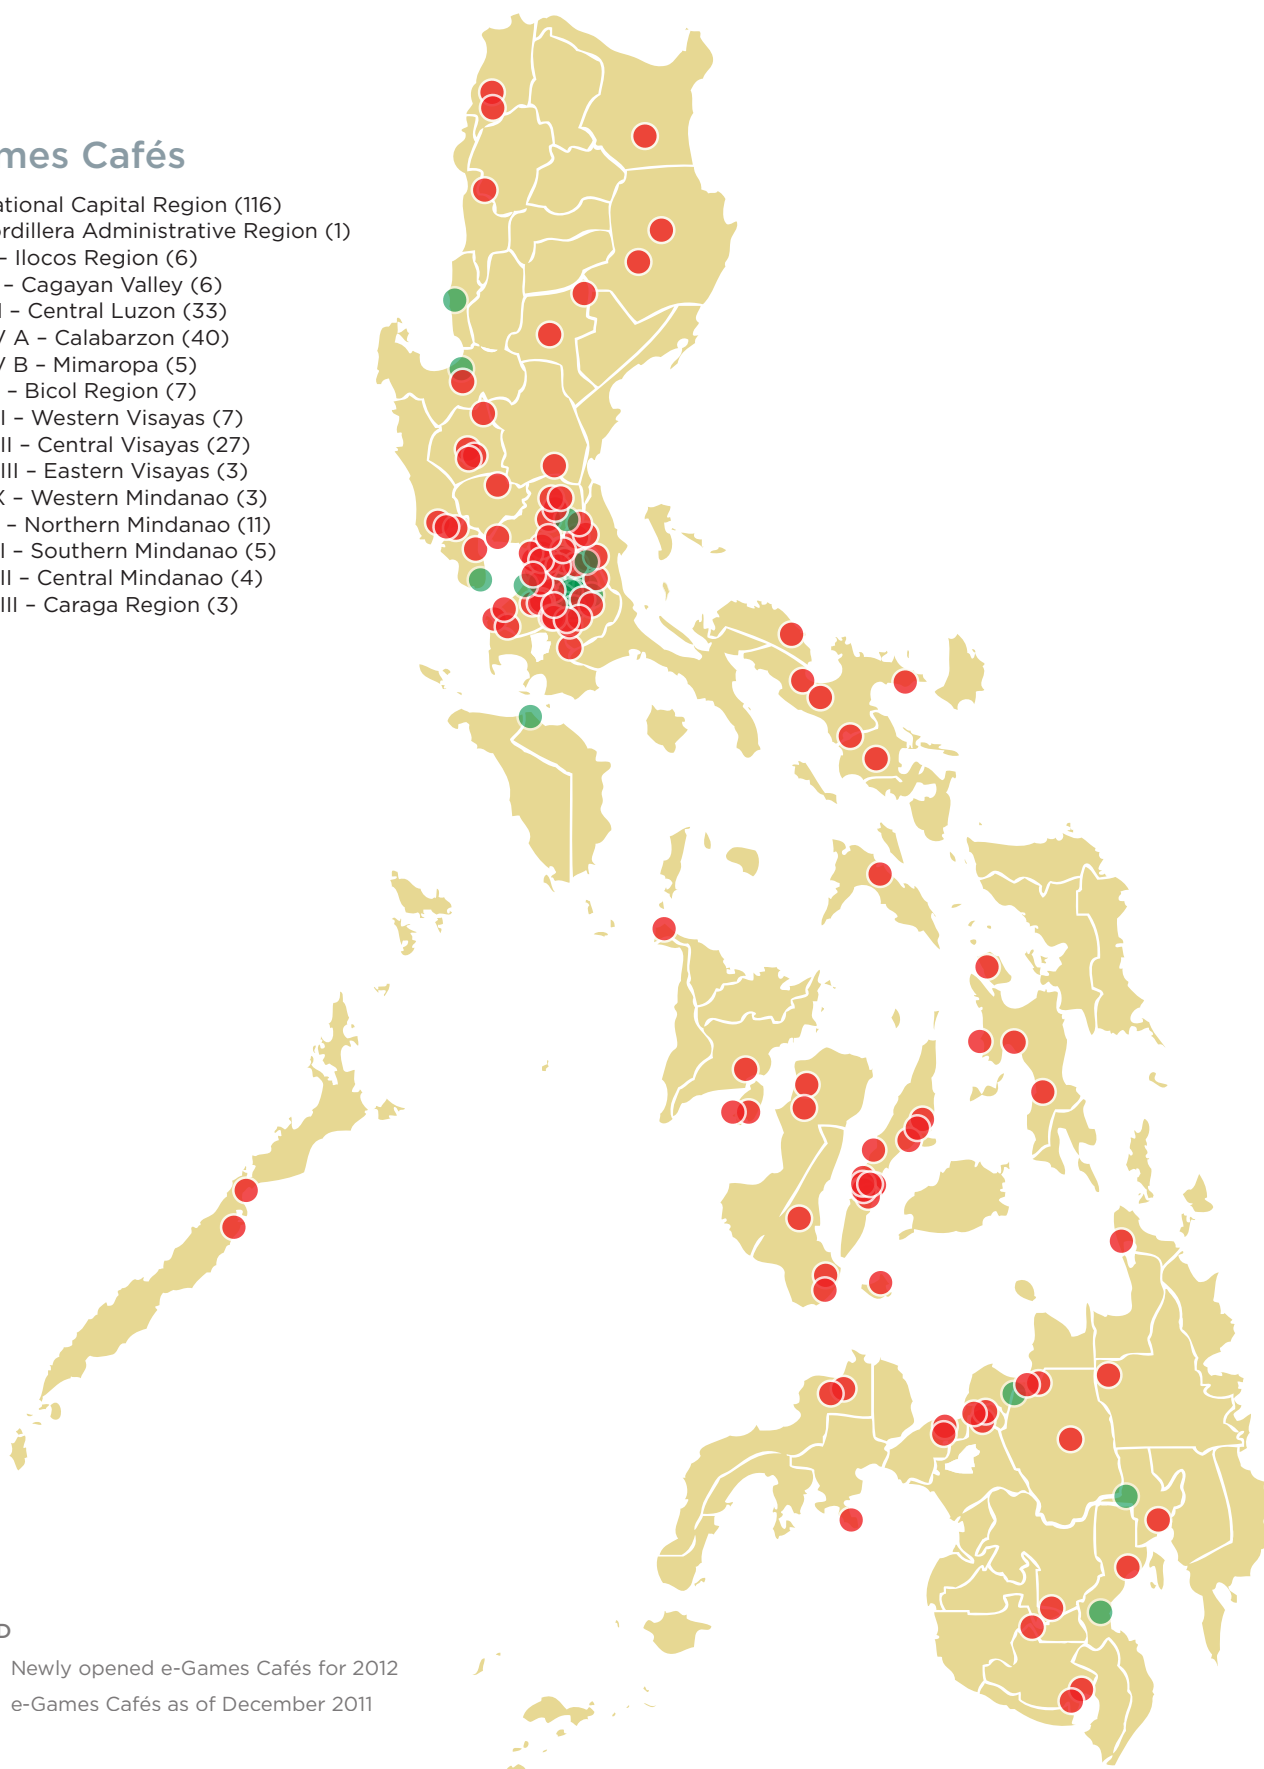 mes Cafés
ational Capital Region (116)
ordillera Administrative Region (1)
– Ilocos Region (6)
– Cagayan Valley (6)
I – Central Luzon (33)
V A – Calabarzon (40)
V B – Mimaropa (5)
– Bicol Region (7)
I – Western Visayas (7)
II – Central Visayas (27)
III – Eastern Visayas (3)
X – Western Mindanao (3)
– Northern Mindanao (11)
I – Southern Mindanao (5)
II – Central Mindanao (4)
III – Caraga Region (3)
D
Newly opened e-Games Cafés for 2012
e-Games Cafés as of December 2011